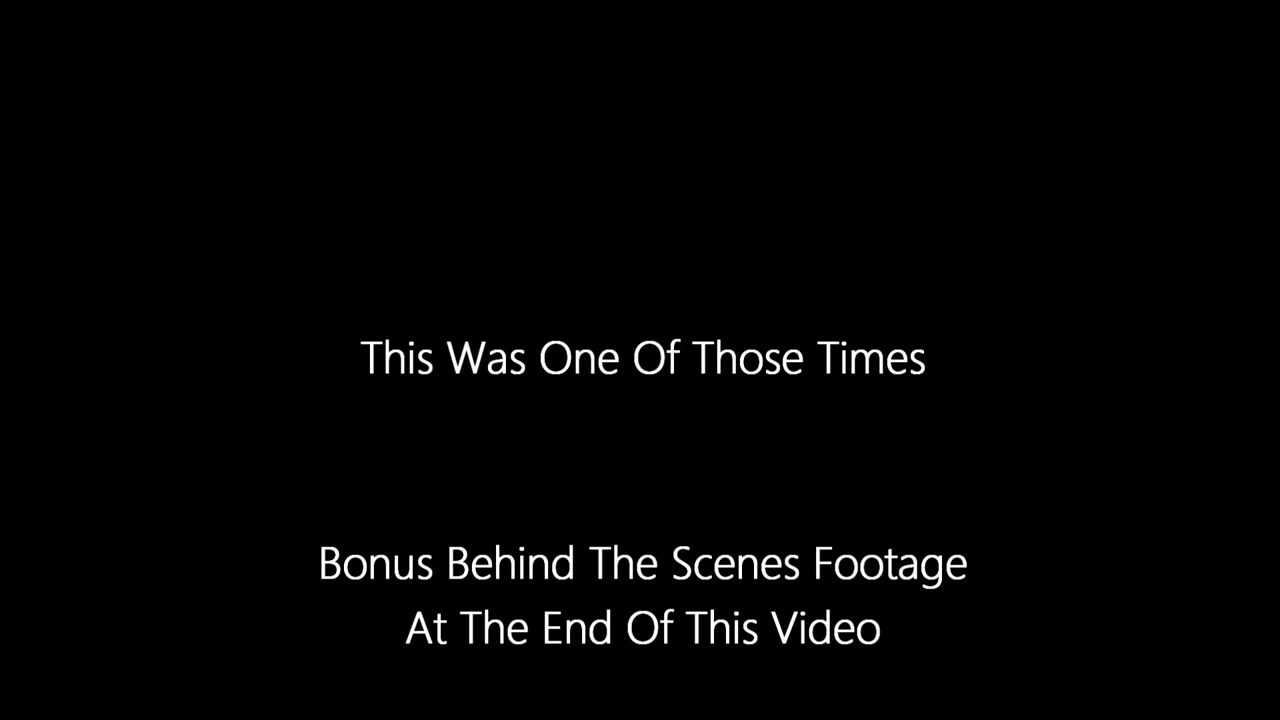 This Was One Of Those Times
Bonus Behind The Scenes Footage
At The End Of This Video